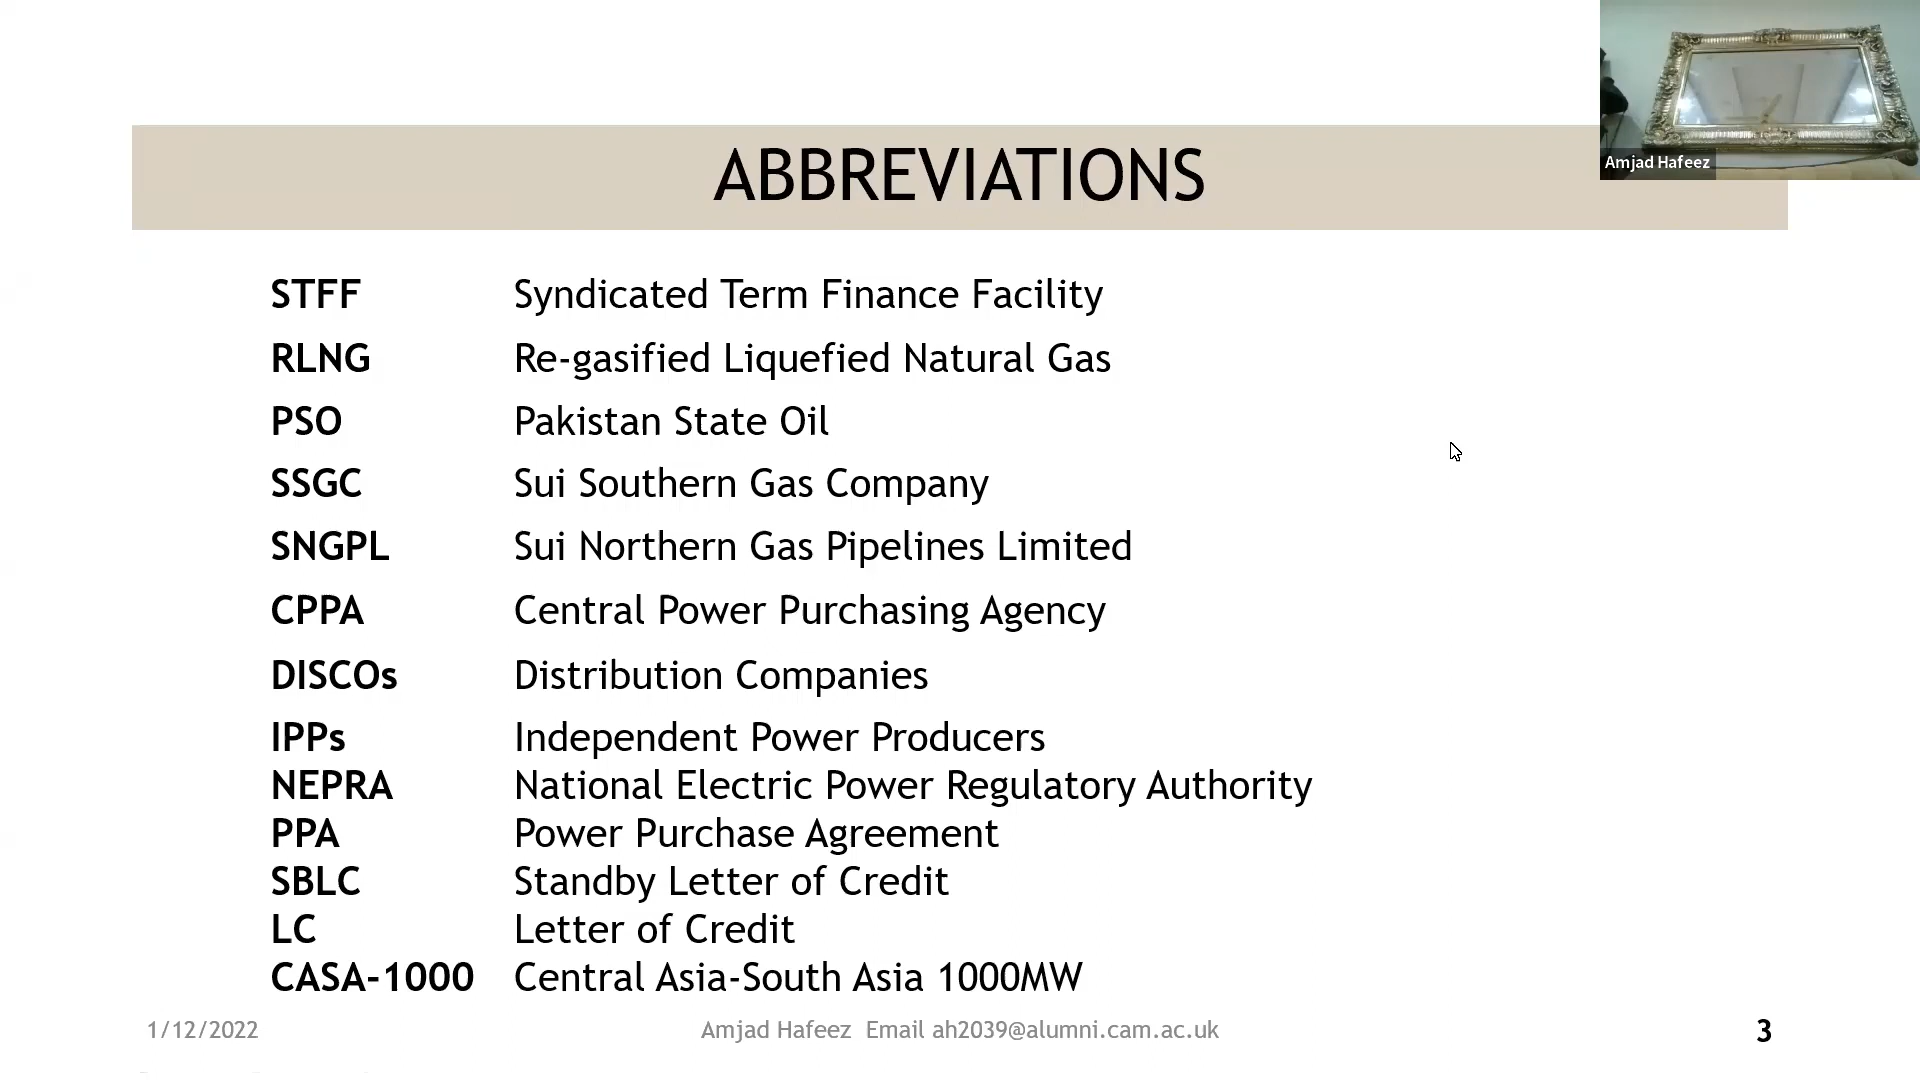 ABBREVIATIONS
Amjad Hafeez
STFF Syndicated Term Finance Facility
RLNG Re-gasified Liquefied Natural Gas
PSO Pakistan State Oil
SSGC Sui Southern Gas Company
SNGPL Sui Northern Gas Pipelines Limited
CPPA Central Power Purchasing Agency
DISCOs Distribution Companies
IPPs Independent Power Producers
NEPRA National Electric Power Regulatory Authority
PPA Power Purchase Agreement
SBLC Standby Letter of Credit
LC Letter of Credit
CASA-1000 Central Asia-South Asia 1000MW
1/12/2022 Amjad Hafeez Email ah2039@alumni.cam.ac.uk 3